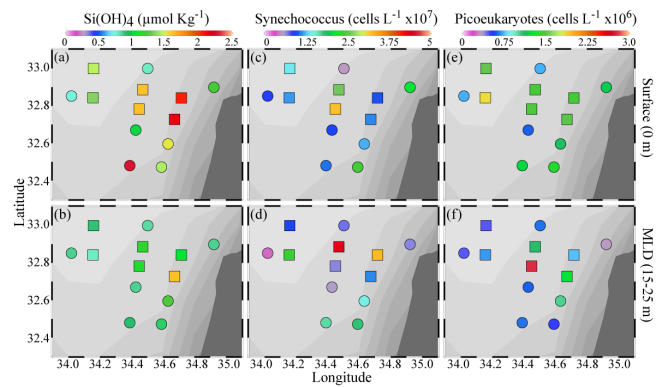 Si(OH)4 (μmol Kg⁻¹) Synechococcus (cells L⁻¹ x10⁷) Picoeukaryotes (cells L⁻¹ x10⁶)
0 0.5 1.0 1.5 2.0 2.5 0 1.25 2.5 3.75 5 0 0.75 1.5 2.25 3.0
(a) (c) (e)
33.0
32.8
32.6
32.4
Surface (0 m)
Latitude
(b) (d) (f)
33.0
32.8
32.6
32.4
MLD (15-25 m)
34.0 34.2 34.4 34.6 34.8 35.0 34.0 34.2 34.4 34.6 34.8 35.0 34.0 34.2 34.4 34.6 34.8 35.0
Longitude